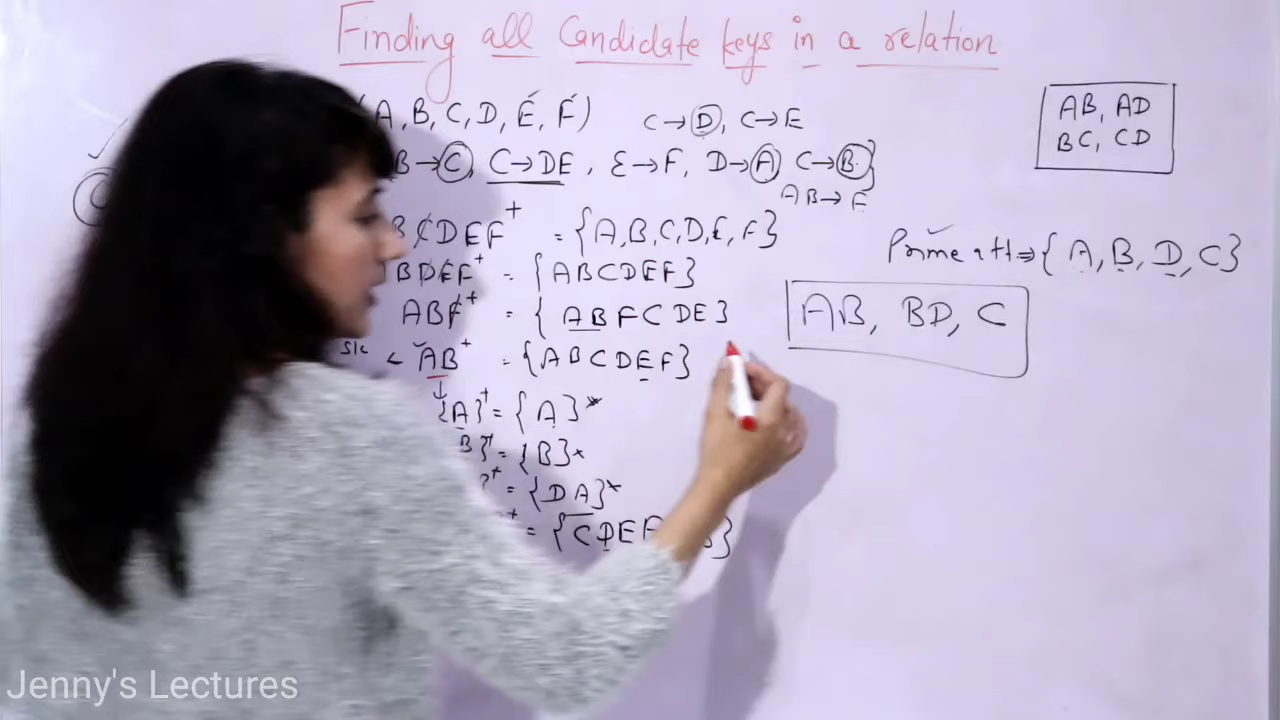 Finding all Candidate keys in a relation
(A, B, C, D, E, F) C→D, C→E
B→C, C→DE, E→F, D→A C→B}
AB→F
AB, AD
BC, CD
BCDEF+ = {A,B,C,D,E,F}
BDEF+ = {ABCDEF}
ABF+ = {ABFCDE}
AB+ = {ABCDEF}
↓
{A}+ = {A}×
B}+ = {B}×
}+ = {DA}×
+ = {CDEF B}
Prime att ⇒ {A, B, D, C}
AB, BD, C
Jenny's Lectures